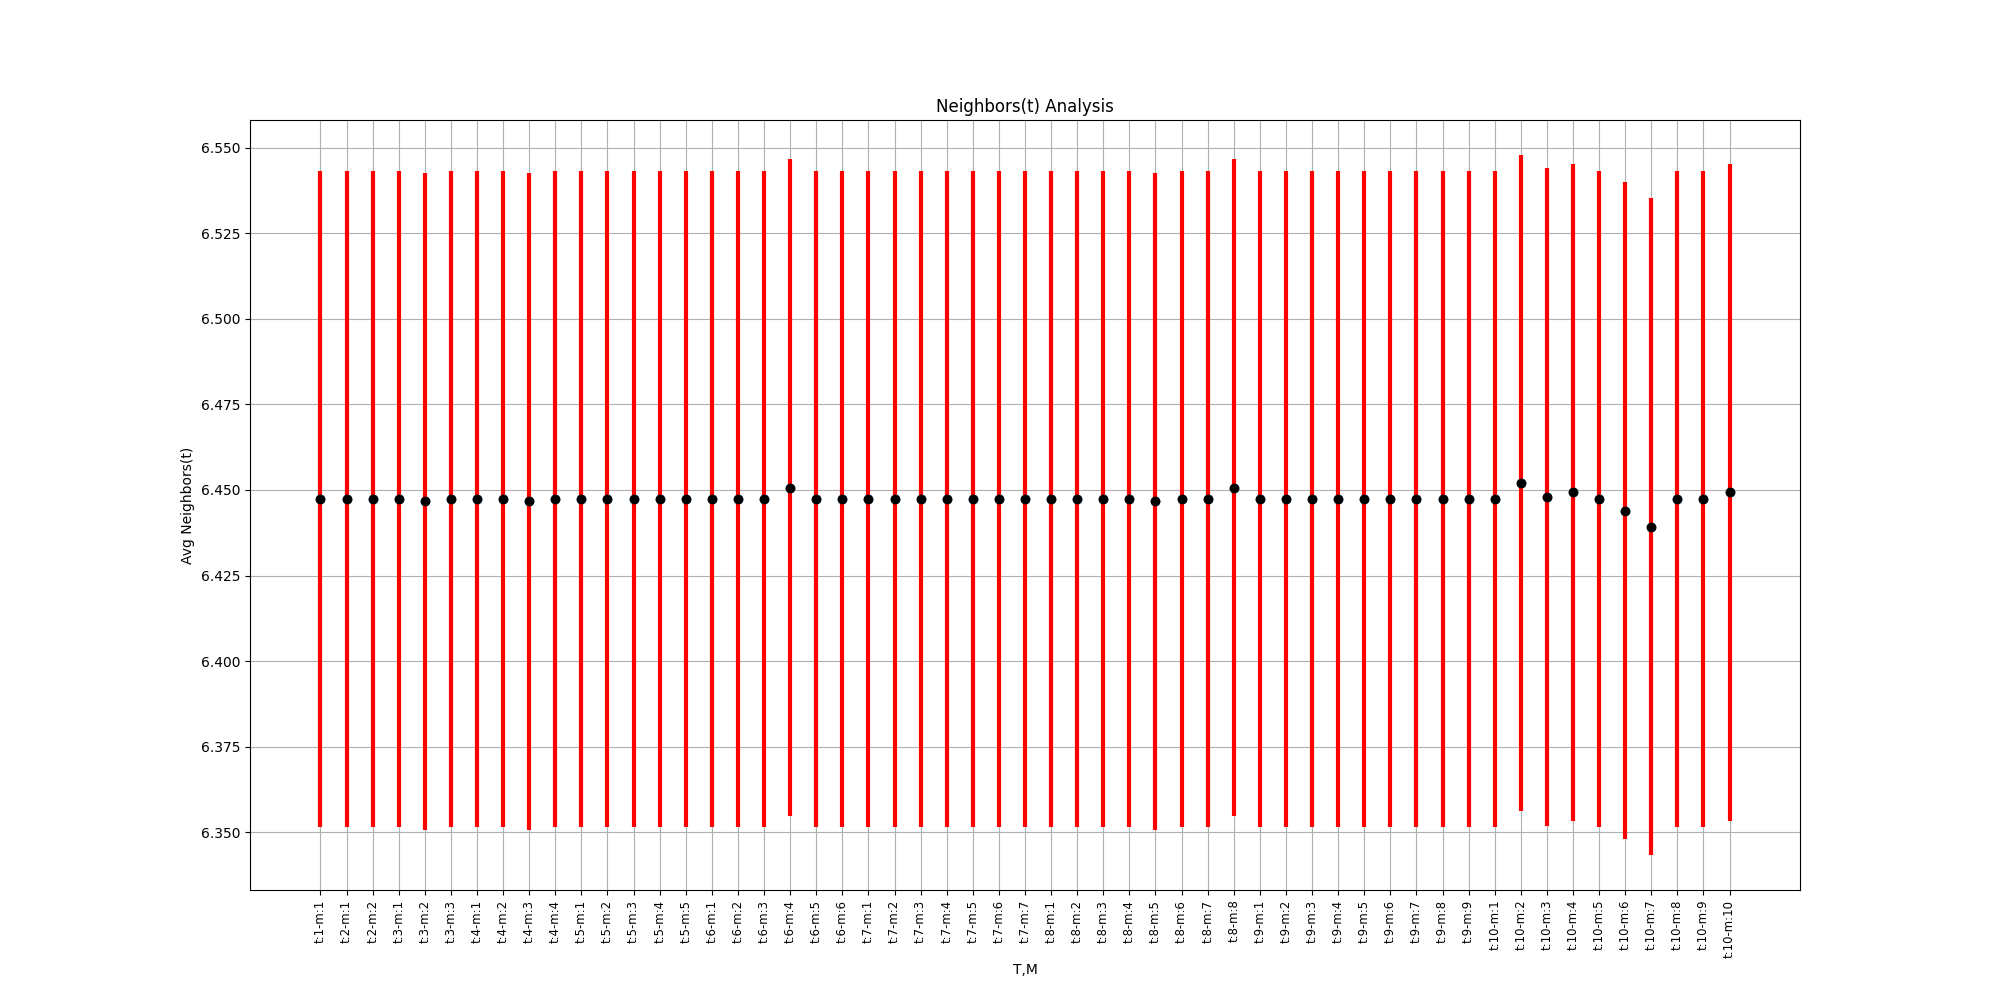 Neighbors(t) Analysis
6.550
6.525
6.500
6.475
6.450
6.425
6.400
6.375
6.350
Avg Neighbors(t)
t:1-m:1
t:2-m:1
t:2-m:2
t:3-m:1
t:3-m:2
t:3-m:3
t:4-m:1
t:4-m:2
t:4-m:3
t:4-m:4
t:5-m:1
t:5-m:2
t:5-m:3
t:5-m:4
t:5-m:5
t:6-m:1
t:6-m:2
t:6-m:3
t:6-m:4
t:6-m:5
t:6-m:6
t:7-m:1
t:7-m:2
t:7-m:3
t:7-m:4
t:7-m:5
t:7-m:6
t:7-m:7
t:8-m:1
t:8-m:2
t:8-m:3
t:8-m:4
t:8-m:5
t:8-m:6
t:8-m:7
t:8-m:8
t:9-m:1
t:9-m:2
t:9-m:3
t:9-m:4
t:9-m:5
t:9-m:6
t:9-m:7
t:9-m:8
t:9-m:9
t:10-m:1
t:10-m:2
t:10-m:3
t:10-m:4
t:10-m:5
t:10-m:6
t:10-m:7
t:10-m:8
t:10-m:9
t:10-m:10
T,M